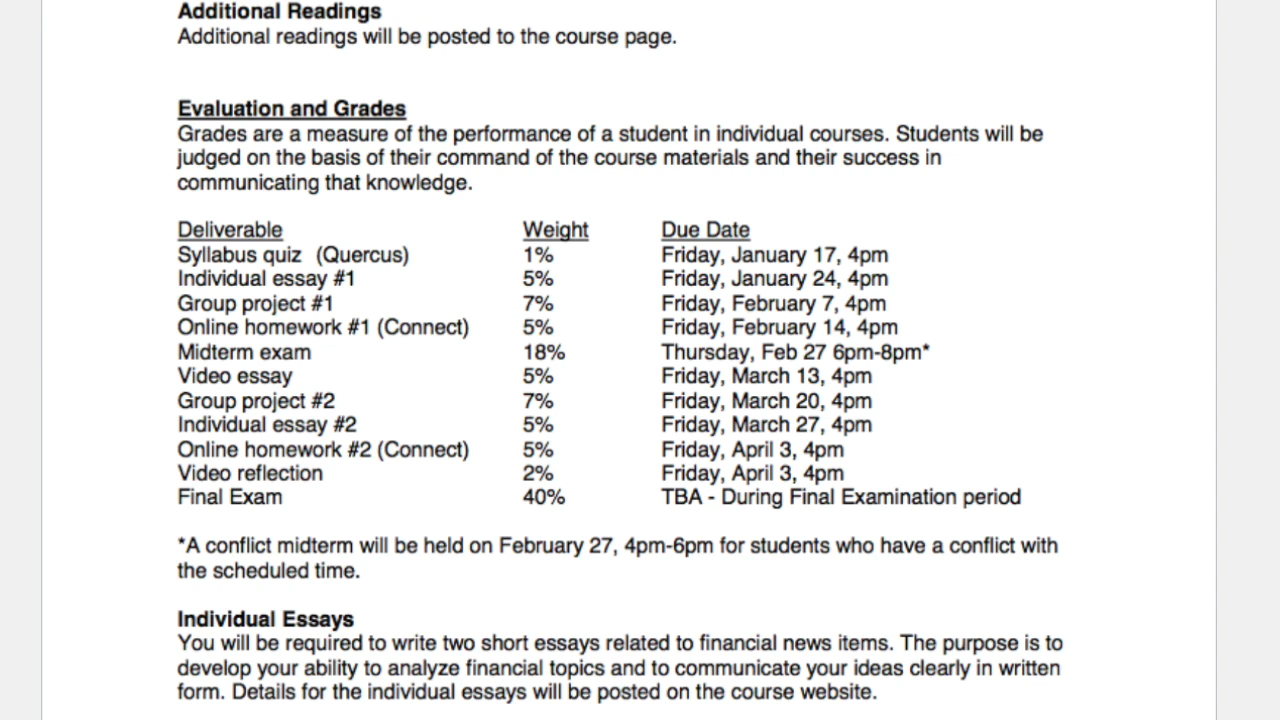 Additional Readings
Additional readings will be posted to the course page.
Evaluation and Grades
Grades are a measure of the performance of a student in individual courses. Students will be
judged on the basis of their command of the course materials and their success in
communicating that knowledge.
Deliverable Weight Due Date
Syllabus quiz (Quercus) 1% Friday, January 17, 4pm
Individual essay #1 5% Friday, January 24, 4pm
Group project #1 7% Friday, February 7, 4pm
Online homework #1 (Connect) 5% Friday, February 14, 4pm
Midterm exam 18% Thursday, Feb 27 6pm-8pm*
Video essay 5% Friday, March 13, 4pm
Group project #2 7% Friday, March 20, 4pm
Individual essay #2 5% Friday, March 27, 4pm
Online homework #2 (Connect) 5% Friday, April 3, 4pm
Video reflection 2% Friday, April 3, 4pm
Final Exam 40% TBA - During Final Examination period
*A conflict midterm will be held on February 27, 4pm-6pm for students who have a conflict with
the scheduled time.
Individual Essays
You will be required to write two short essays related to financial news items. The purpose is to
develop your ability to analyze financial topics and to communicate your ideas clearly in written
form. Details for the individual essays will be posted on the course website.